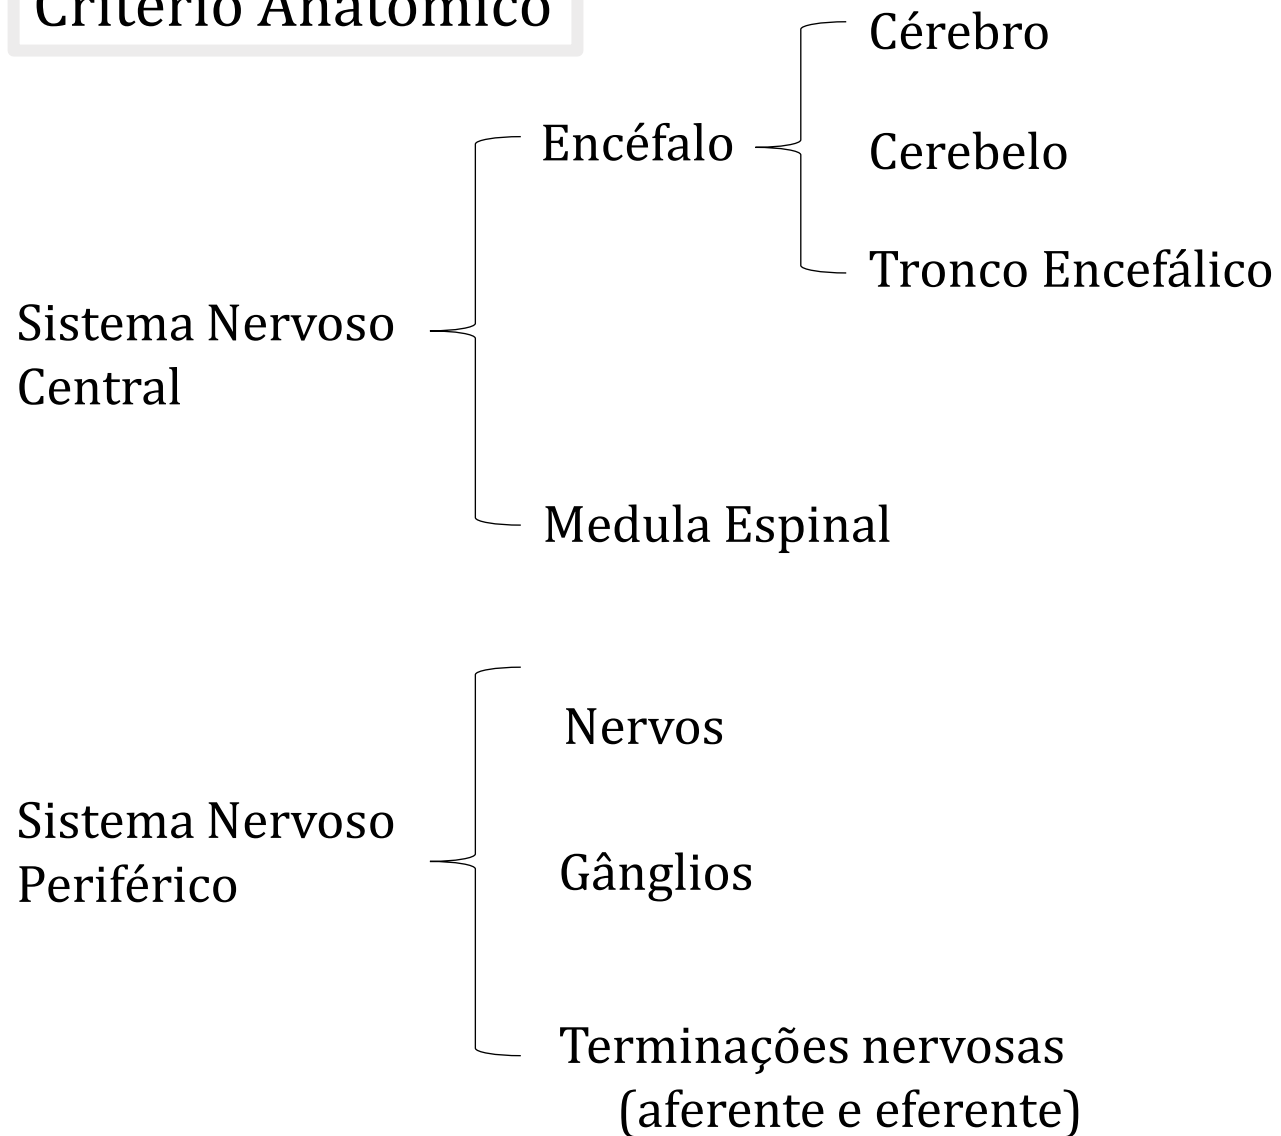 Critério Anatômico
Cérebro
Encéfalo
Cerebelo
Tronco Encefálico
Sistema Nervoso
Central
Medula Espinal
Nervos
Sistema Nervoso
Periférico
Gânglios
Terminações nervosas
(aferente e eferente)